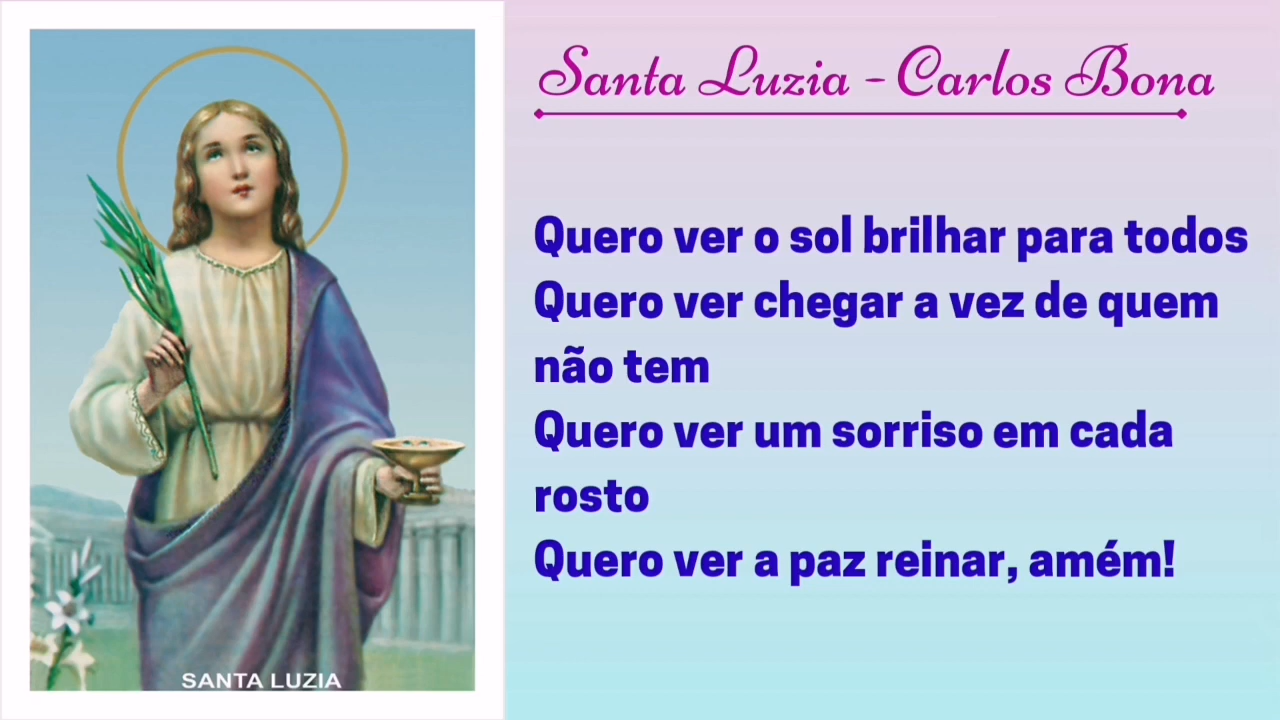 Santa Luzia - Carlos Bona
Quero ver o sol brilhar para todos
Quero ver chegar a vez de quem
não tem
Quero ver um sorriso em cada
rosto
Quero ver a paz reinar, amém!
SANTA LUZIA